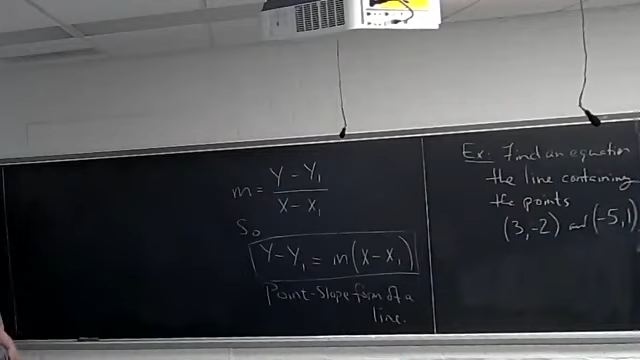 m = Y - Y₁ / X - X₁
So
Y - Y₁ = m(X - X₁)
Point-Slope form of a
line.
Ex: Find an equation
the line containing
the points
(3, -2) and (-5, 1)